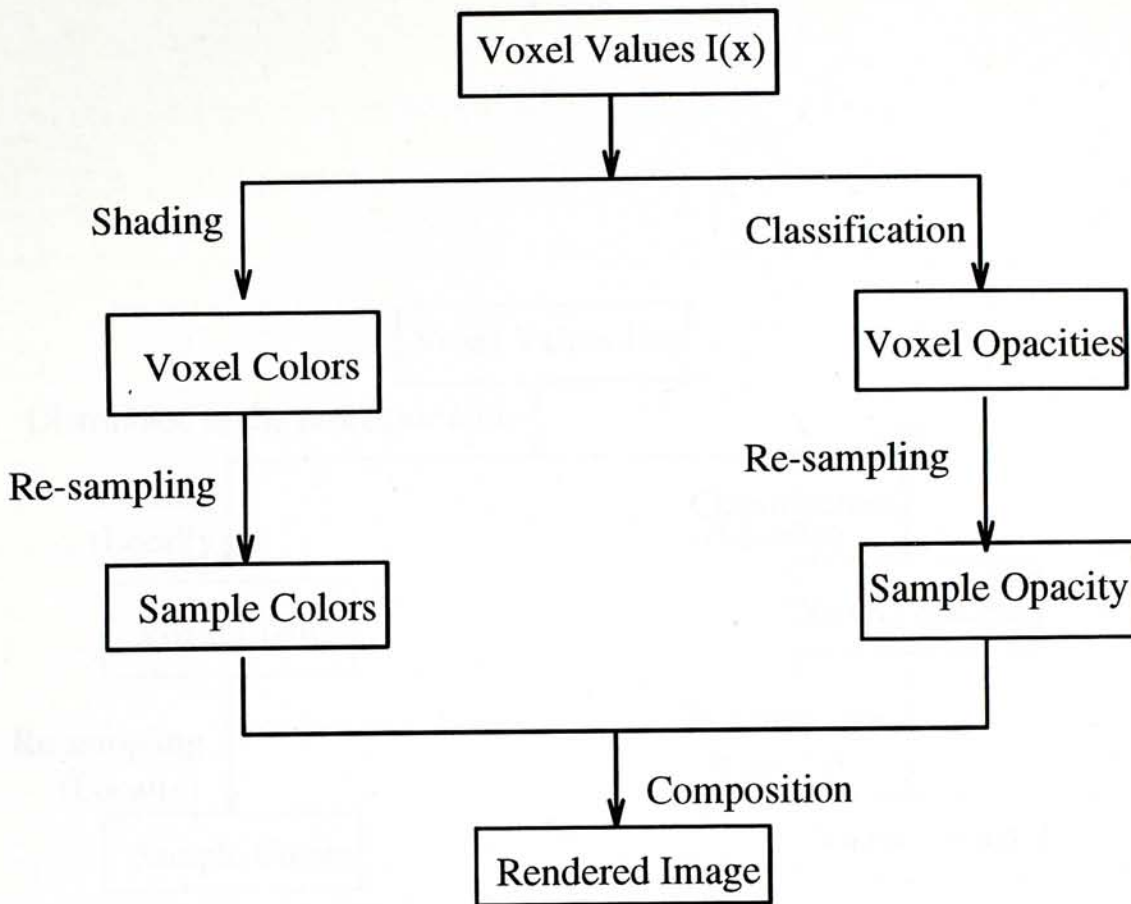 Voxel Values I(x)
Shading
Classification
Voxel Colors
Voxel Opacities
Re-sampling
Re-sampling
Sample Colors
Sample Opacity
Composition
Rendered Image